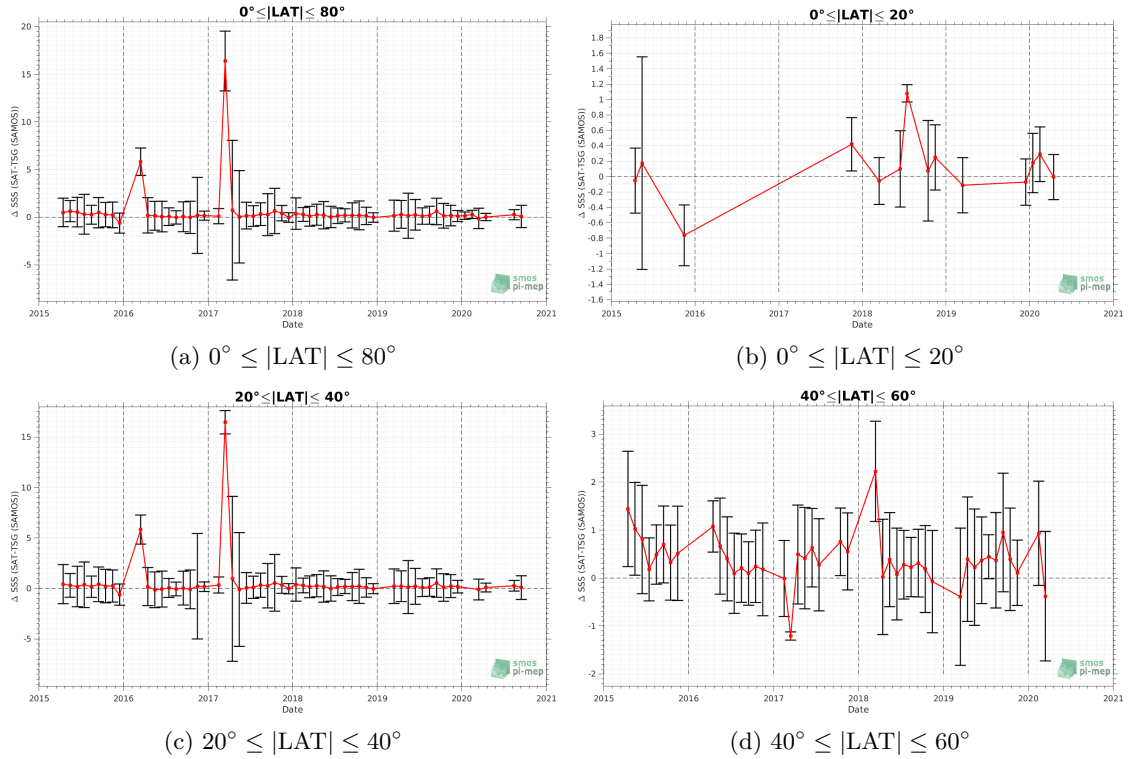 0°≤|LAT|≤ 80°
20
15
10
5
0
-5
Δ SSS (SAT-TSG (SAMOS))
2015 2016 2017 2018 2019 2020 2021
Date
smos
pi-mep
(a) 0° ≤ |LAT| ≤ 80°
0°≤|LAT|≤ 20°
1.8
1.6
1.4
1.2
1
0.8
0.6
0.4
0.2
0
-0.2
-0.4
-0.6
-0.8
-1
-1.2
-1.4
-1.6
Δ SSS (SAT-TSG (SAMOS))
2015 2016 2017 2018 2019 2020 2021
Date
smos
pi-mep
(b) 0° ≤ |LAT| ≤ 20°
20°≤|LAT|≤ 40°
15
10
5
0
-5
Δ SSS (SAT-TSG (SAMOS))
2015 2016 2017 2018 2019 2020 2021
Date
smos
pi-mep
(c) 20° ≤ |LAT| ≤ 40°
40°≤|LAT|≤ 60°
3
2
1
0
-1
-2
Δ SSS (SAT-TSG (SAMOS))
2015 2016 2017 2018 2019 2020 2021
Date
smos
pi-mep
(d) 40° ≤ |LAT| ≤ 60°